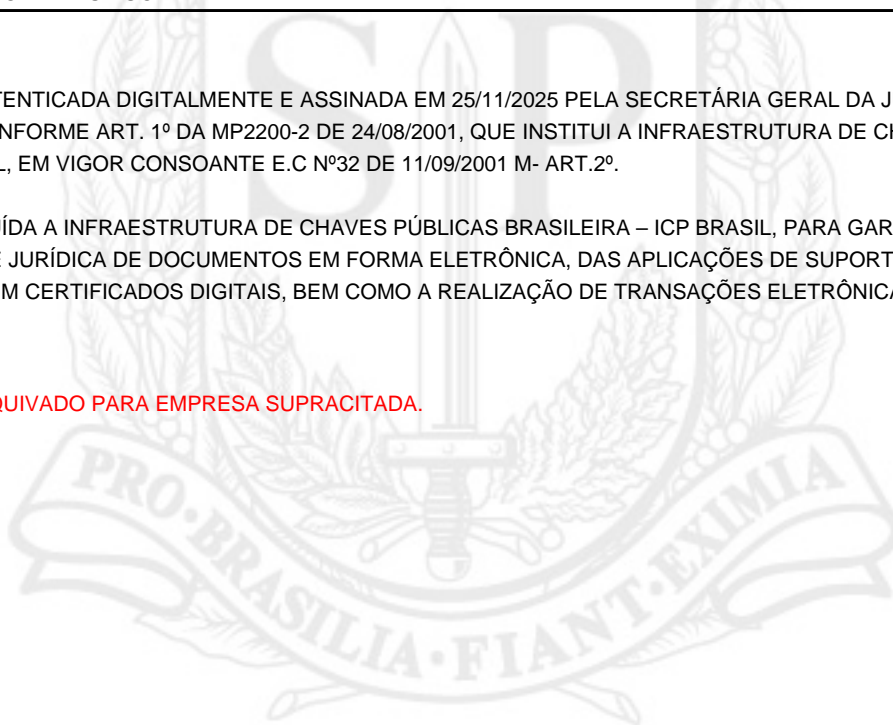 TENTICADA DIGITALMENTE E ASSINADA EM 25/11/2025 PELA SECRETÁRIA GERAL DA J
NFORME ART. 1º DA MP2200-2 DE 24/08/2001, QUE INSTITUI A INFRAESTRUTURA DE CH
L, EM VIGOR CONSOANTE E.C Nº32 DE 11/09/2001 M- ART.2º.
ÍDA A INFRAESTRUTURA DE CHAVES PÚBLICAS BRASILEIRA – ICP BRASIL, PARA GAR
E JURÍDICA DE DOCUMENTOS EM FORMA ELETRÔNICA, DAS APLICAÇÕES DE SUPORT
M CERTIFICADOS DIGITAIS, BEM COMO A REALIZAÇÃO DE TRANSAÇÕES ELETRÔNICA
QUIVADO PARA EMPRESA SUPRACITADA.
SP
PRO·BRASILIA·FIANT·EXIMIA